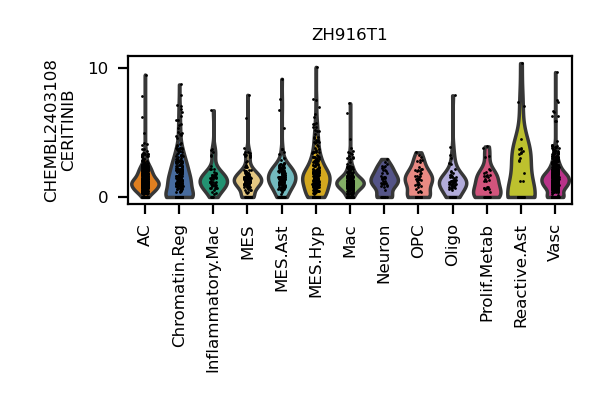 ZH916T1
CHEMBL2403108
CERITINIB
10
0
AC
Chromatin.Reg
Inflammatory.Mac
MES
MES.Ast
MES.Hyp
Mac
Neuron
OPC
Oligo
Prolif.Metab
Reactive.Ast
Vasc